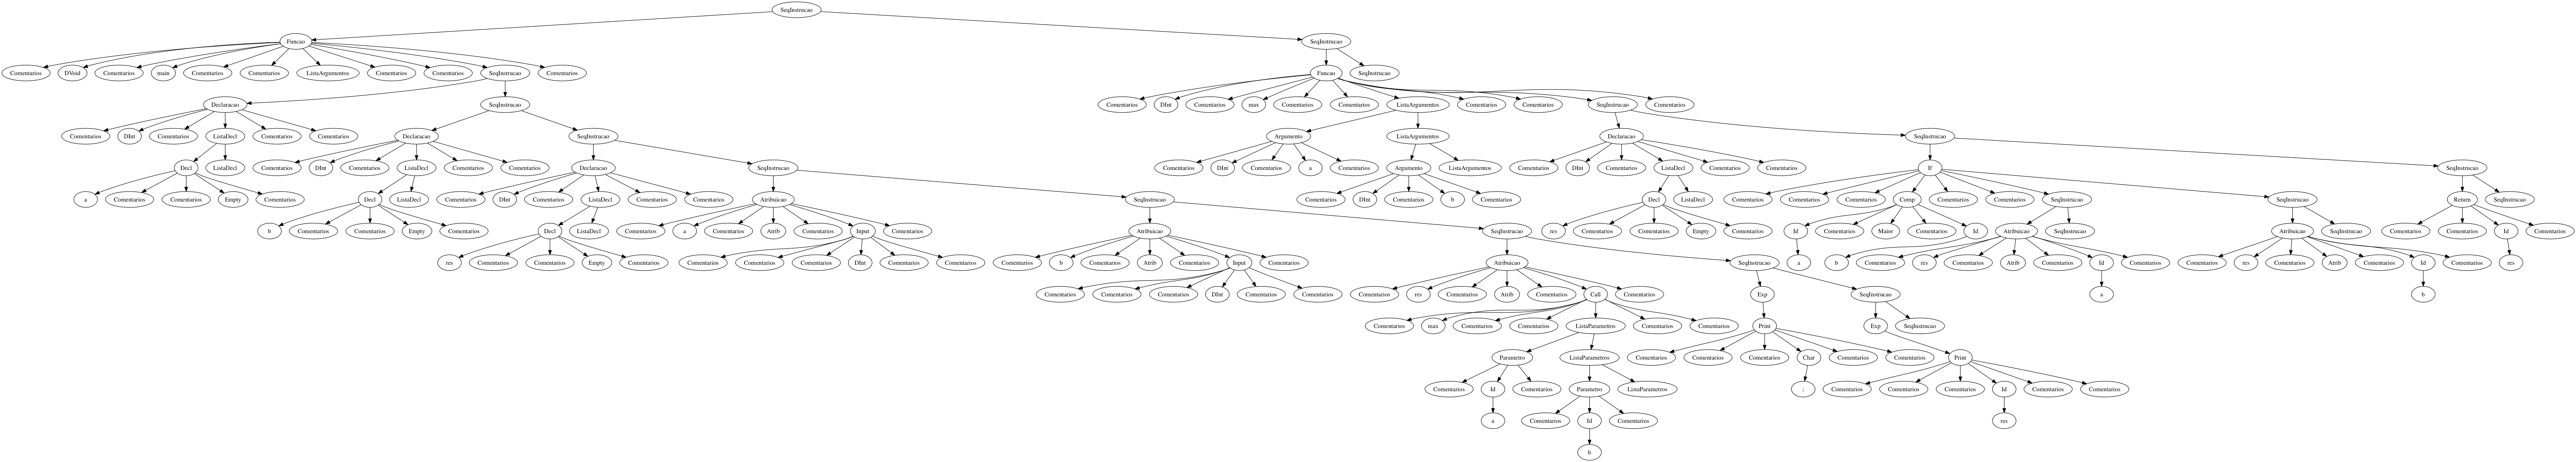 SeqInstrucao
Funcao SeqInstrucao
Comentarios DVoid Comentarios main Comentarios Comentarios ListaArgumentos Comentarios Comentarios SeqInstrucao Comentarios Funcao SeqInstrucao
Declaracao SeqInstrucao Comentarios DInt Comentarios max Comentarios Comentarios ListaArgumentos Comentarios Comentarios SeqInstrucao Comentarios
Comentarios DInt Comentarios ListaDecl Comentarios Comentarios Declaracao SeqInstrucao Argumento ListaArgumentos Declaracao SeqInstrucao
Decl ListaDecl Comentarios DInt Comentarios ListaDecl Comentarios Comentarios Declaracao SeqInstrucao Comentarios DInt Comentarios a Comentarios Argumento ListaArgumentos Comentarios DInt Comentarios ListaDecl Comentarios Comentarios If SeqInstrucao
a Comentarios Comentarios Empty Comentarios Decl ListaDecl Comentarios DInt Comentarios ListaDecl Comentarios Comentarios Atribuicao SeqInstrucao Comentarios DInt Comentarios b Comentarios Decl ListaDecl Comentarios Comentarios Comentarios Comp Comentarios Comentarios SeqInstrucao SeqInstrucao Return SeqInstrucao
b Comentarios Comentarios Empty Comentarios Decl ListaDecl Comentarios a Comentarios Atrib Comentarios Input Comentarios Atribuicao SeqInstrucao res Comentarios Comentarios Empty Comentarios Id Comentarios Maior Comentarios Id Atribuicao SeqInstrucao Atribuicao SeqInstrucao Comentarios Comentarios Id Comentarios
res Comentarios Comentarios Empty Comentarios Comentarios Comentarios Comentarios DInt Comentarios Comentarios Comentarios b Comentarios Atrib Comentarios Input Comentarios Atribuicao SeqInstrucao a b Comentarios res Comentarios Atrib Comentarios Id Comentarios Comentarios res Comentarios Atrib Comentarios Id Comentarios res
Comentarios Comentarios Comentarios DInt Comentarios Comentarios Comentarios res Comentarios Atrib Comentarios Call Comentarios Exp SeqInstrucao a b
Comentarios max Comentarios Comentarios ListaParametros Comentarios Comentarios Print Exp SeqInstrucao
Parametro ListaParametros Comentarios Comentarios Comentarios Char Comentarios Comentarios Print
Comentarios Id Comentarios Parametro ListaParametros ; Comentarios Comentarios Comentarios Id Comentarios Comentarios
a Comentarios Id Comentarios res
b